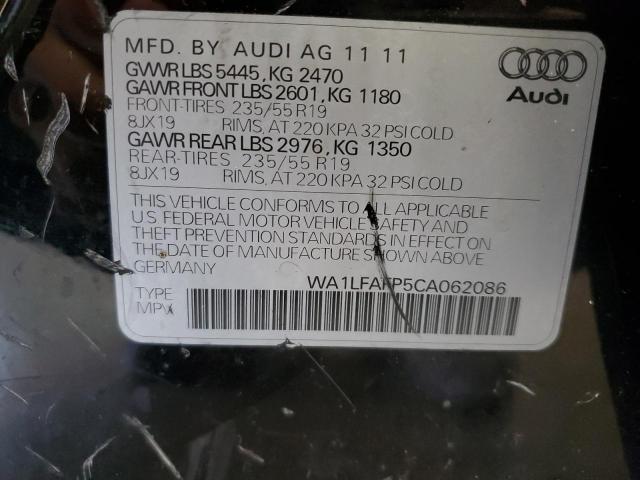 MFD. BY AUDI AG 11 11
GVWR LBS 5445, KG 2470
GAWR FRONT LBS 2601, KG 1180
FRONT-TIRES 235/55 R19
8JX19 RIMS, AT 220 KPA 32 PSI COLD
GAWR REAR LBS 2976, KG 1350
REAR-TIRES 235/55 R19
8JX19 RIMS, AT 220 KPA 32 PSI COLD
THIS VEHICLE CONFORMS TO ALL APPLICABLE
U S FEDERAL MOTOR VEHICLE SAFETY AND
THEFT PREVENTION STANDARDS IN EFFECT ON
THE DATE OF MANUFACTURE SHOWN ABOVE
GERMANY
WA1LFAFP5CA062086
TYPE
MPV
Audi